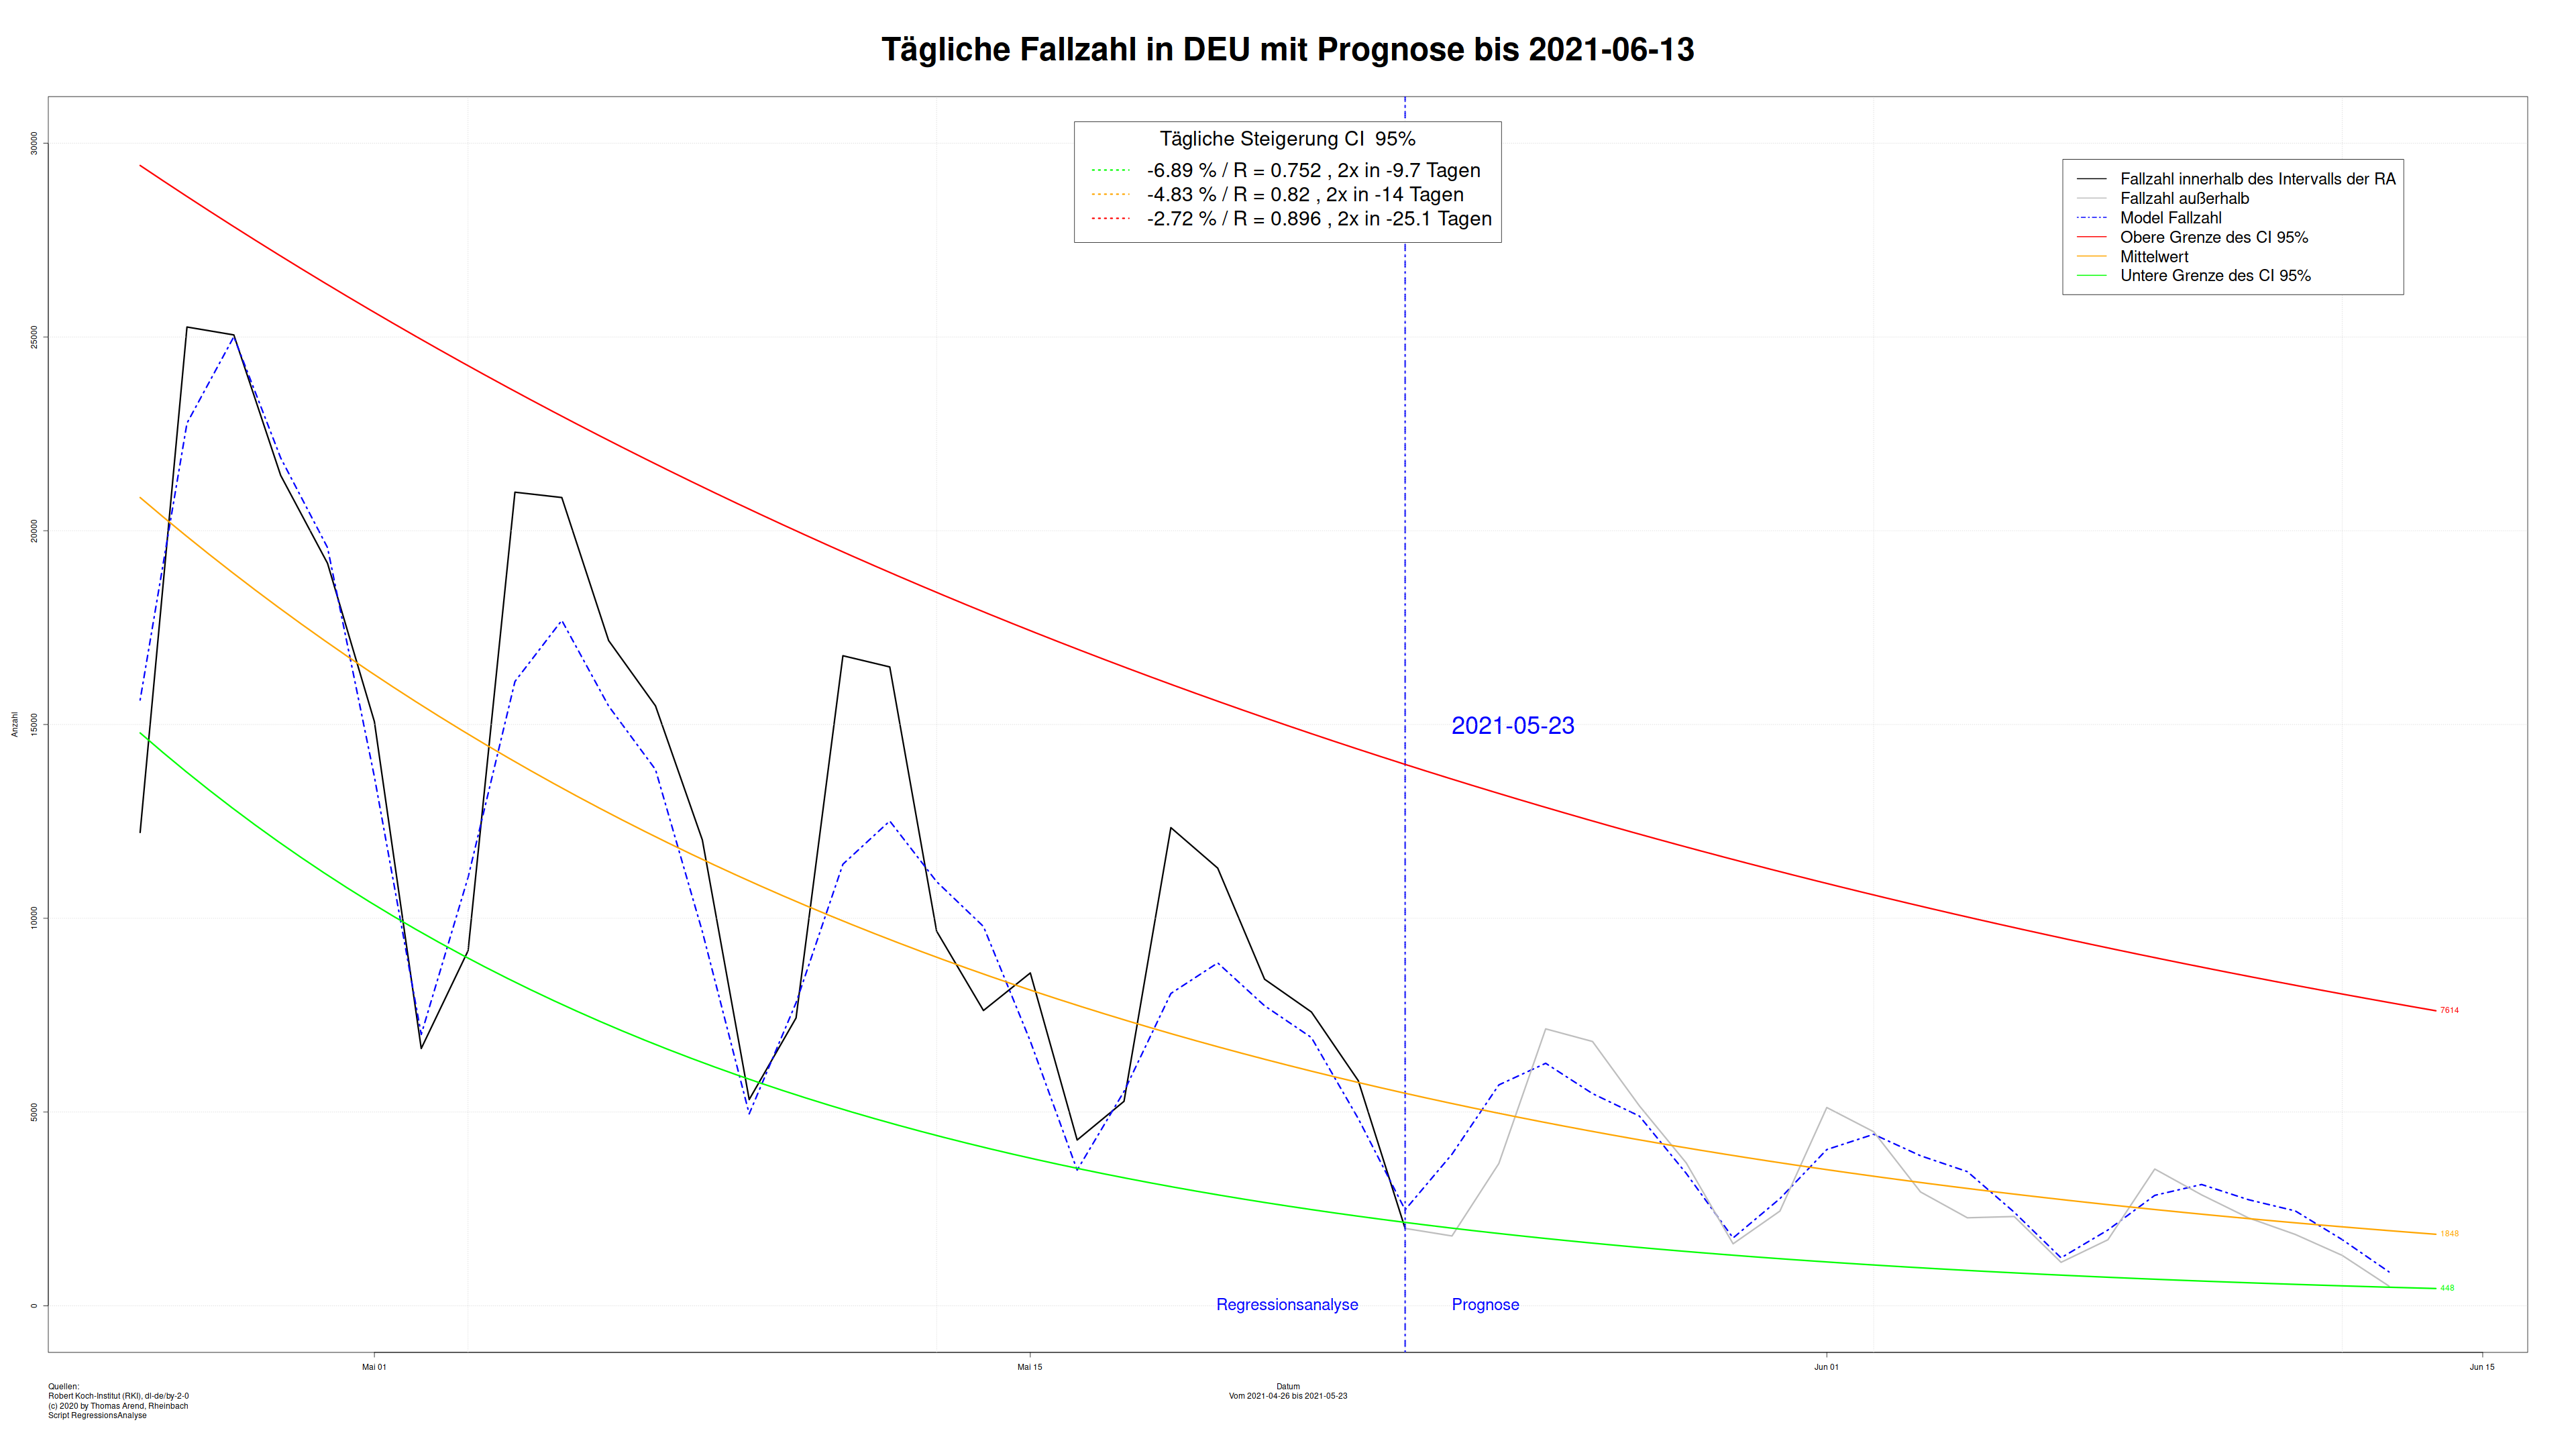 Tägliche Fallzahl in DEU mit Prognose bis 2021-06-13
Tägliche Steigerung CI 95%
-6.89 % / R = 0.752 , 2x in -9.7 Tagen
-4.83 % / R = 0.82 , 2x in -14 Tagen
-2.72 % / R = 0.896 , 2x in -25.1 Tagen
Fallzahl innerhalb des Intervalls der RA
Fallzahl außerhalb
Model Fallzahl
Obere Grenze des CI 95%
Mittelwert
Untere Grenze des CI 95%
30000
25000
20000
15000
10000
5000
0
Anzahl
2021-05-23
7614
1848
448
Regressionsanalyse
Prognose
Mai 01
Mai 15
Jun 01
Jun 15
Datum
Vom 2021-04-26 bis 2021-05-23
Quellen:
Robert Koch-Institut (RKI), dl-de/by-2-0
(c) 2020 by Thomas Arend, Rheinbach
Script RegressionsAnalyse